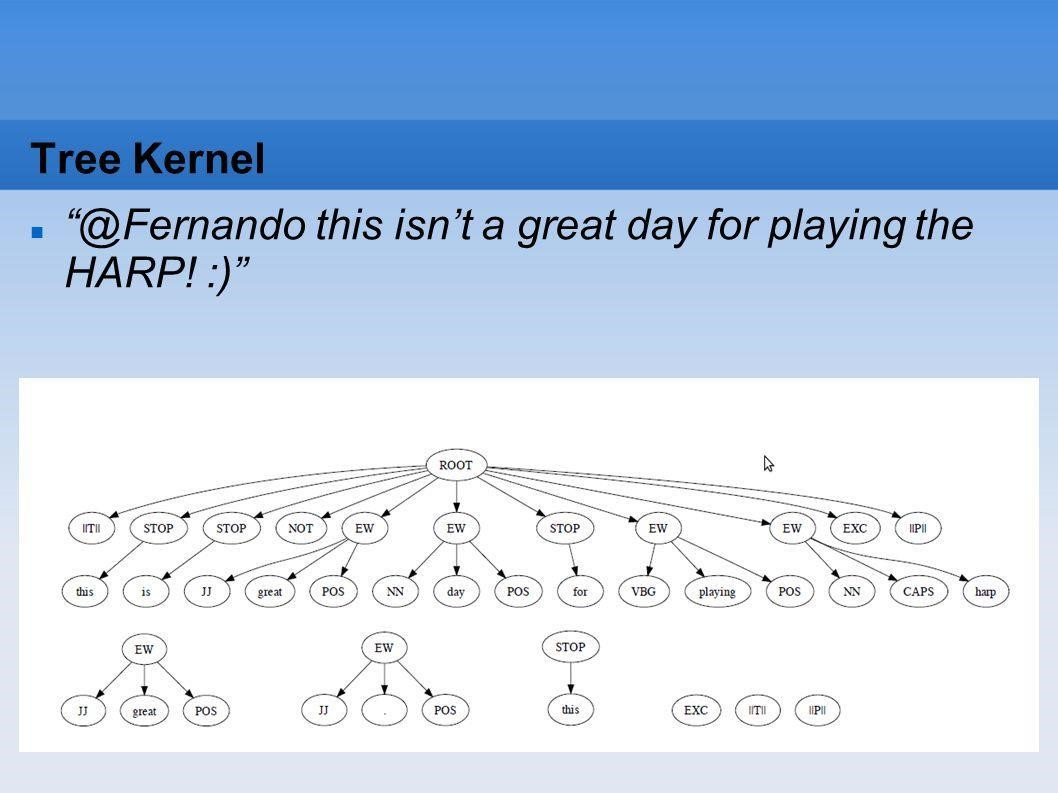 Tree Kernel
“@Fernando this isn’t a great day for playing the
HARP! :)”
ROOT
||T|| STOP STOP NOT EW EW STOP EW EW EXC ||P||
this is JJ great POS NN day POS for VBG playing POS NN CAPS harp
EW EW STOP
JJ great POS JJ . POS this EXC ||T|| ||P||